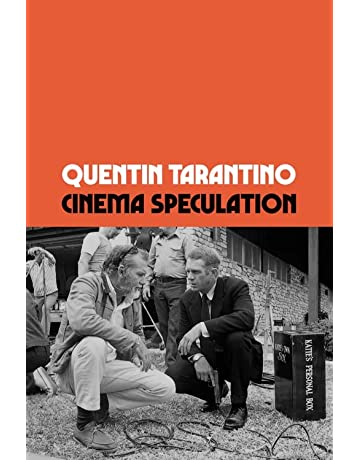 QUENTIN TARANTINO
CINEMA SPECULATION
KATIE'S PERSONAL BOX